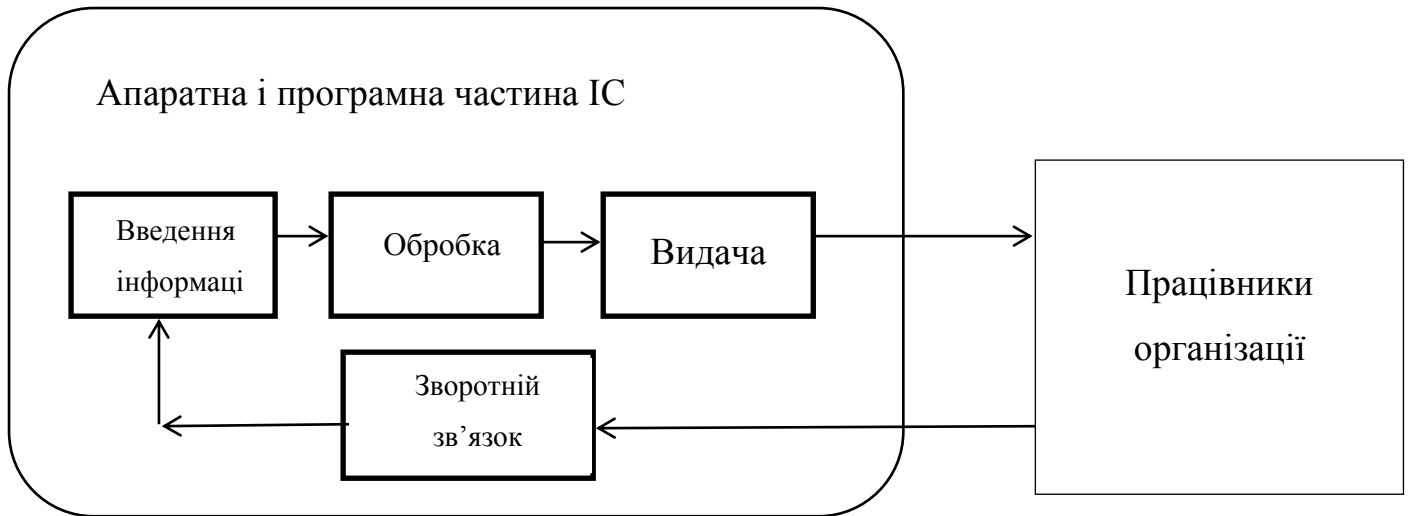 Апаратна і програмна частина ІС
Введення
інформаці
Обробка
Видача
Працівники
організації
Зворотній
зв’язок